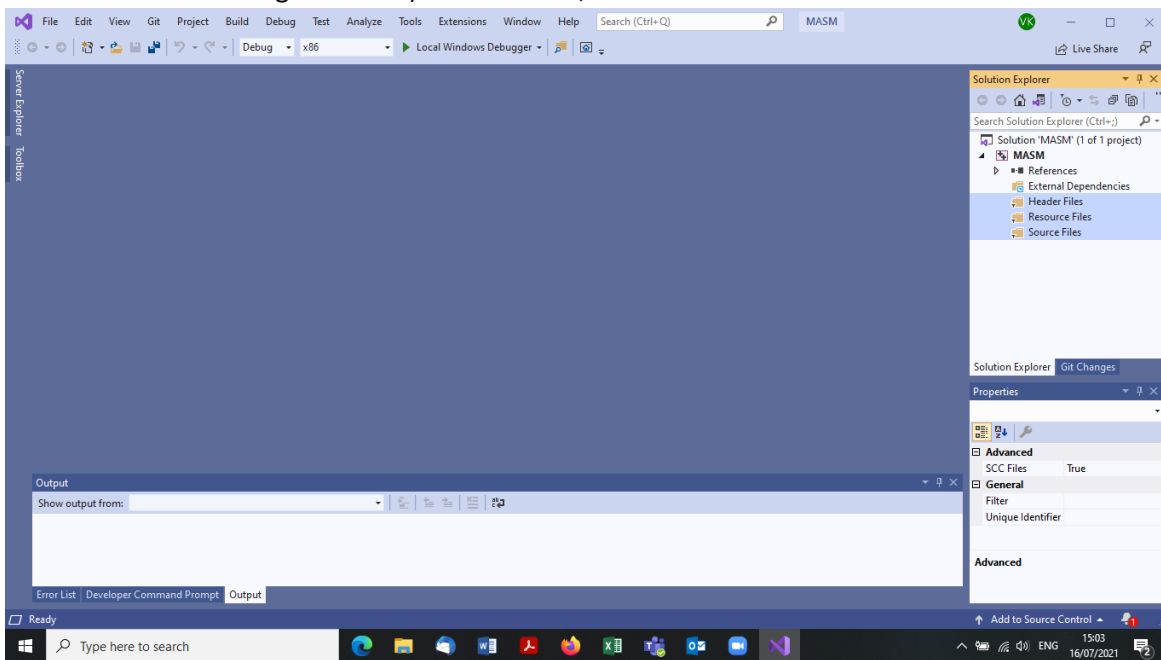 File Edit View Git Project Build Debug Test Analyze Tools Extensions Window Help Search (Ctrl+Q) MASM VK
Debug x86 Local Windows Debugger Live Share
Server Explorer
Toolbox
Solution Explorer
Search Solution Explorer (Ctrl+;)
Solution 'MASM' (1 of 1 project)
MASM
References
External Dependencies
Header Files
Resource Files
Source Files
Solution Explorer Git Changes
Properties
Advanced
SCC Files True
General
Filter
Unique Identifier
Advanced
Output
Show output from:
Error List Developer Command Prompt Output
Ready Add to Source Control 1
Type here to search ENG 15:03
16/07/2021 2